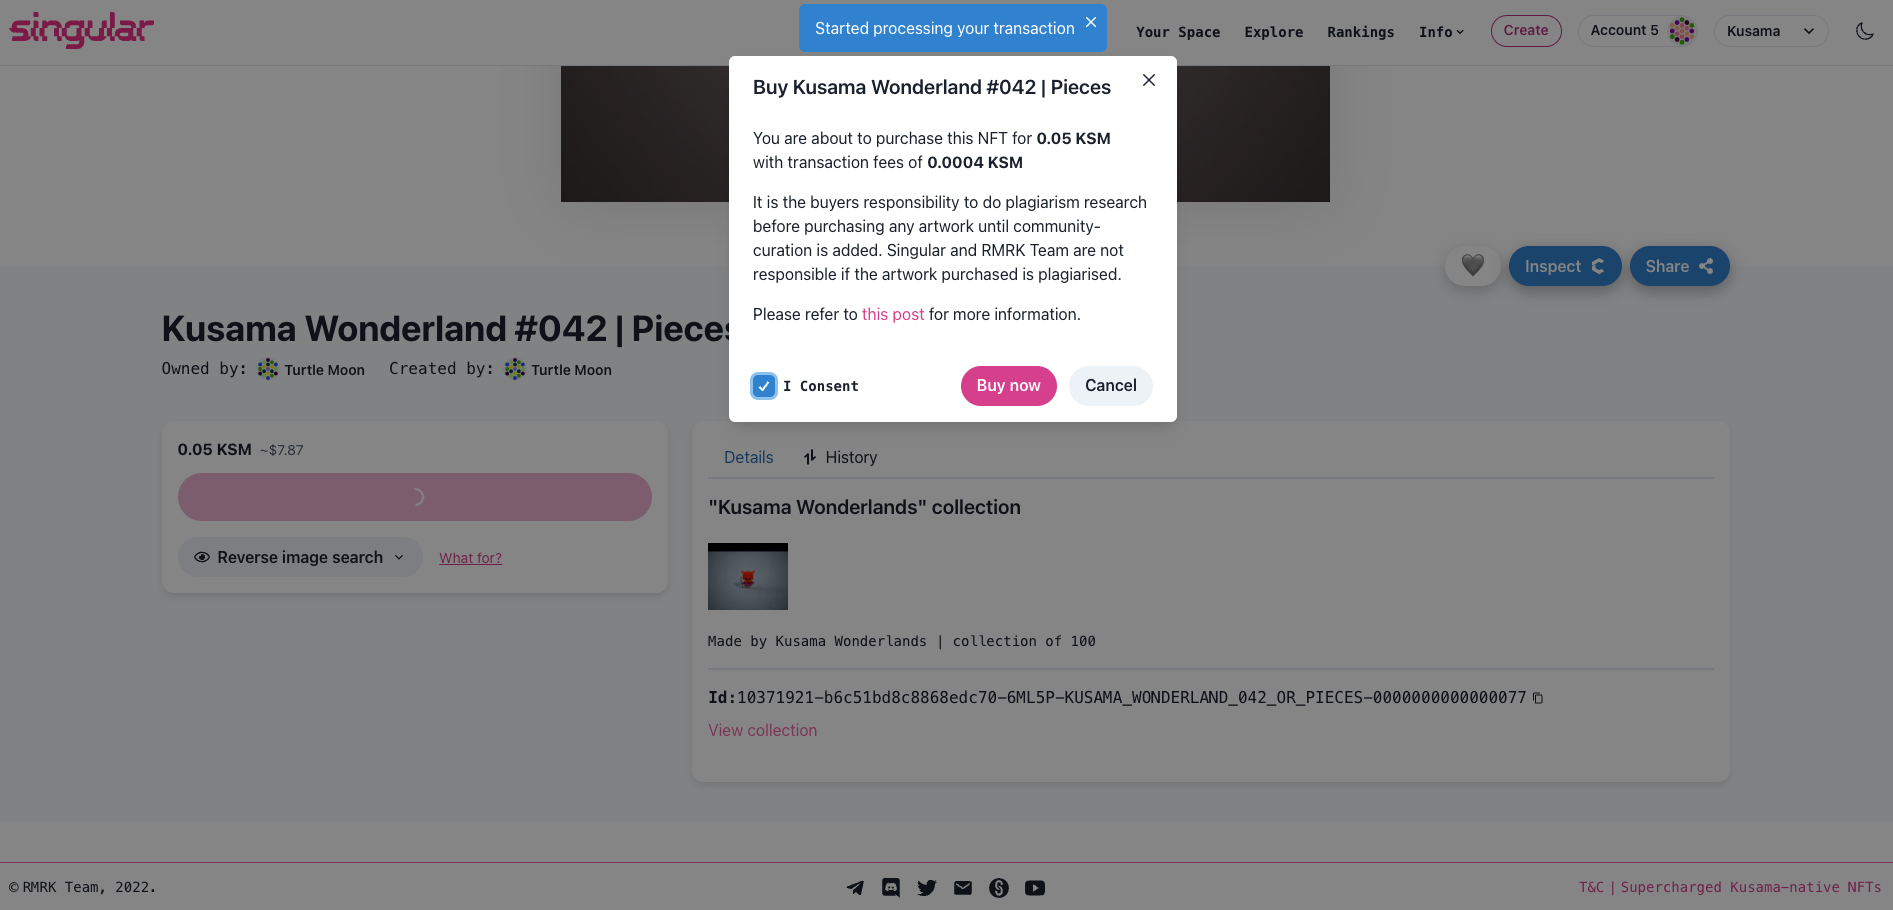 singular
Started processing your transaction
Your Space
Explore
Rankings
Info
Create
Account 5
Kusama
Buy Kusama Wonderland #042 | Pieces
You are about to purchase this NFT for 0.05 KSM
with transaction fees of 0.0004 KSM
It is the buyers responsibility to do plagiarism research
before purchasing any artwork until community-
curation is added. Singular and RMRK Team are not
responsible if the artwork purchased is plagiarised.
Please refer to this post for more information.
I Consent
Buy now
Cancel
Inspect
Share
Kusama Wonderland #042 | Pieces
Owned by: Turtle Moon
Created by: Turtle Moon
0.05 KSM ~$7.87
Reverse image search
What for?
Details
History
"Kusama Wonderlands" collection
Made by Kusama Wonderlands | collection of 100
Id:10371921-b6c51bd8c8868edc70-6ML5P-KUSAMA_WONDERLAND_042_OR_PIECES-0000000000000077
View collection
© RMRK Team, 2022.
T&C | Supercharged Kusama-native NFTs